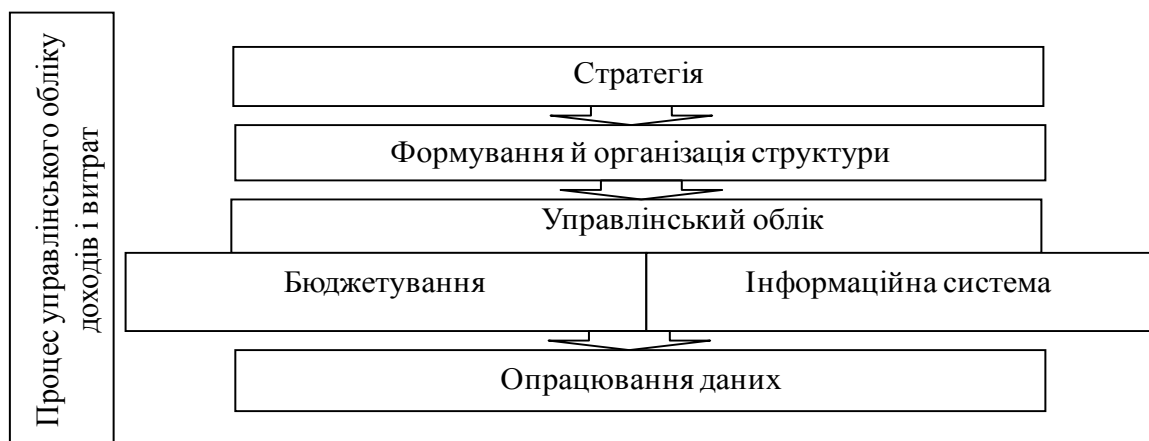 Процес управлінського обліку
доходів і витрат
Стратегія
Формування й організація структури
Управлінський облік
Бюджетування
Інформаційна система
Опрацювання даних